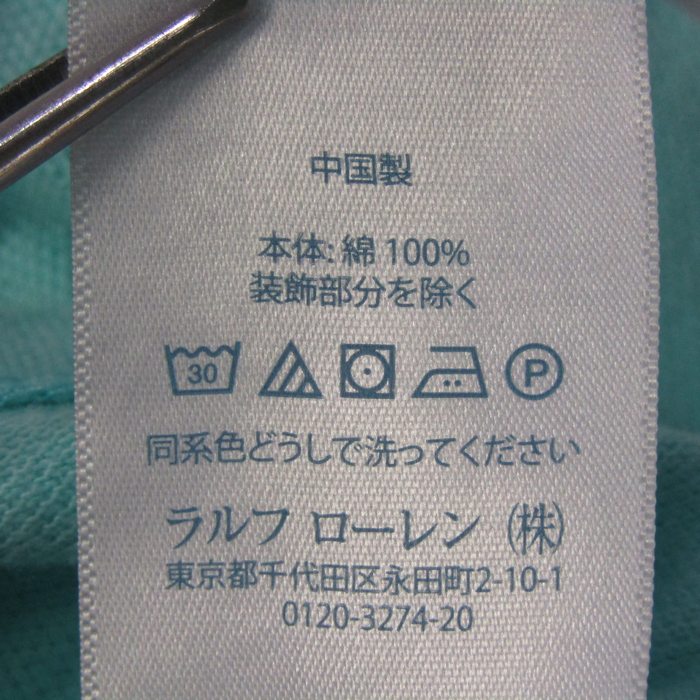 中国製
本体: 綿 100%
装飾部分を除く
30 P
同系色どうしで洗ってください
ラルフ ローレン (株)
東京都千代田区永田町2-10-1
0120-3274-20